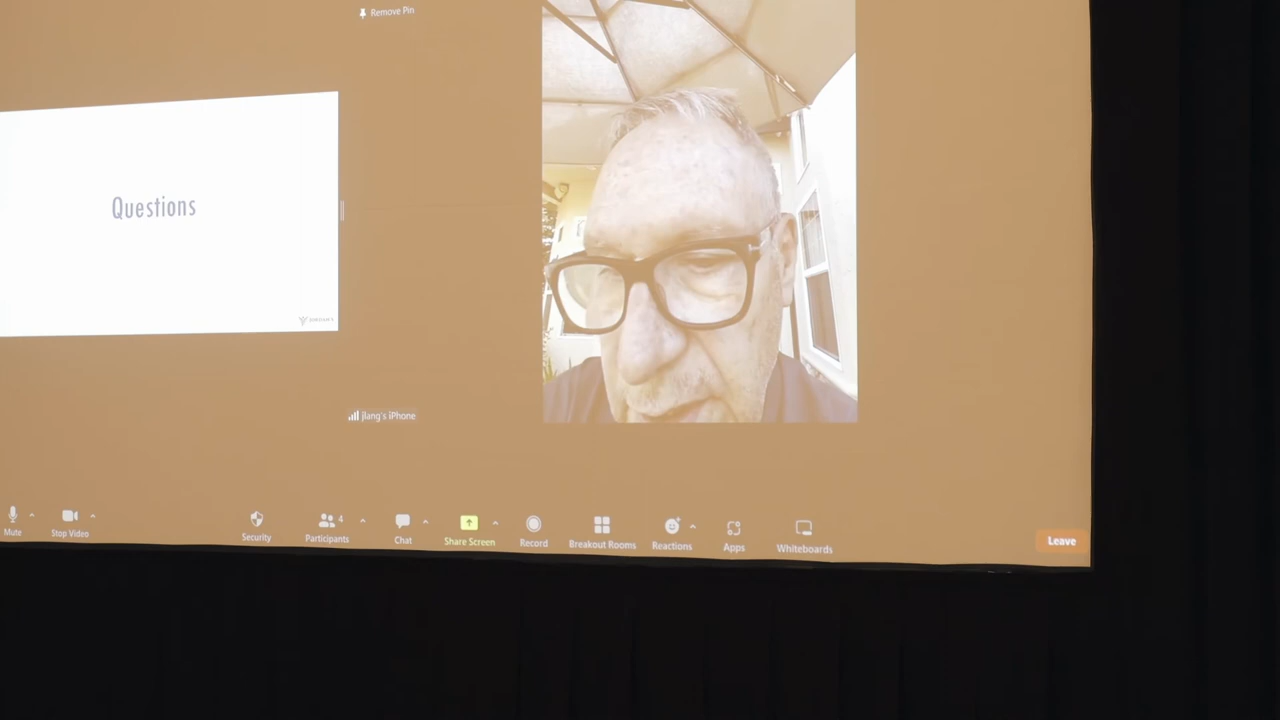 Remove Pin
Questions
jlang's iPhone
Mute
Stop Video
Security
4
Participants
Chat
Share Screen
Record
Breakout Rooms
Reactions
Apps
Whiteboards
Leave